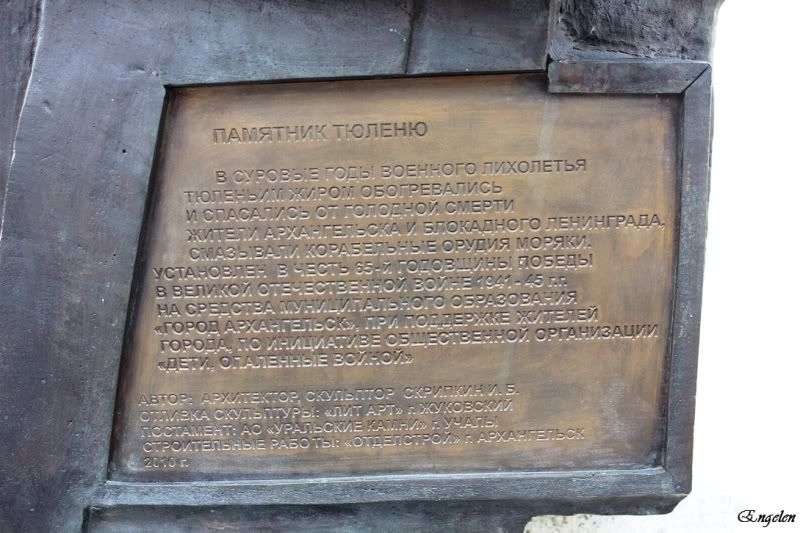 ПАМЯТНИК ТЮЛЕНЮ
В СУРОВЫЕ ГОДЫ ВОЕННОГО ЛИХОЛЕТЬЯ
ТЮЛЕНЬИМ ЖИРОМ ОБОГРЕВАЛИСЬ
И СПАСАЛИСЬ ОТ ГОЛОДНОЙ СМЕРТИ
ЖИТЕЛИ АРХАНГЕЛЬСКА И БЛОКАДНОГО ЛЕНИНГРАДА,
СМАЗЫВАЛИ КОРАБЕЛЬНЫЕ ОРУДИЯ МОРЯКИ.
УСТАНОВЛЕН В ЧЕСТЬ 65-й ГОДОВЩИНЫ ПОБЕДЫ
В ВЕЛИКОЙ ОТЕЧЕСТВЕННОЙ ВОЙНЕ 1941 - 45 г.г.
НА СРЕДСТВА МУНИЦИПАЛЬНОГО ОБРАЗОВАНИЯ
«ГОРОД АРХАНГЕЛЬСК», ПРИ ПОДДЕРЖКЕ ЖИТЕЛЕЙ
ГОРОДА, ПО ИНИЦИАТИВЕ ОБЩЕСТВЕННОЙ ОРГАНИЗАЦИИ
«ДЕТИ, ОПАЛЕННЫЕ ВОЙНОЙ»
АВТОР: АРХИТЕКТОР, СКУЛЬПТОР СКРИПКИН И. Б.
ОТЛИВКА СКУЛЬПТУРЫ: «ЛИТ АРТ» г. ЖУКОВСКИЙ
ПОСТАМЕНТ: АО «УРАЛЬСКИЕ КАМНИ» г. УЧАЛЫ
СТРОИТЕЛЬНЫЕ РАБОТЫ: «ОТДЕЛСТРОЙ» г. АРХАНГЕЛЬСК
2010 г.
Engelen